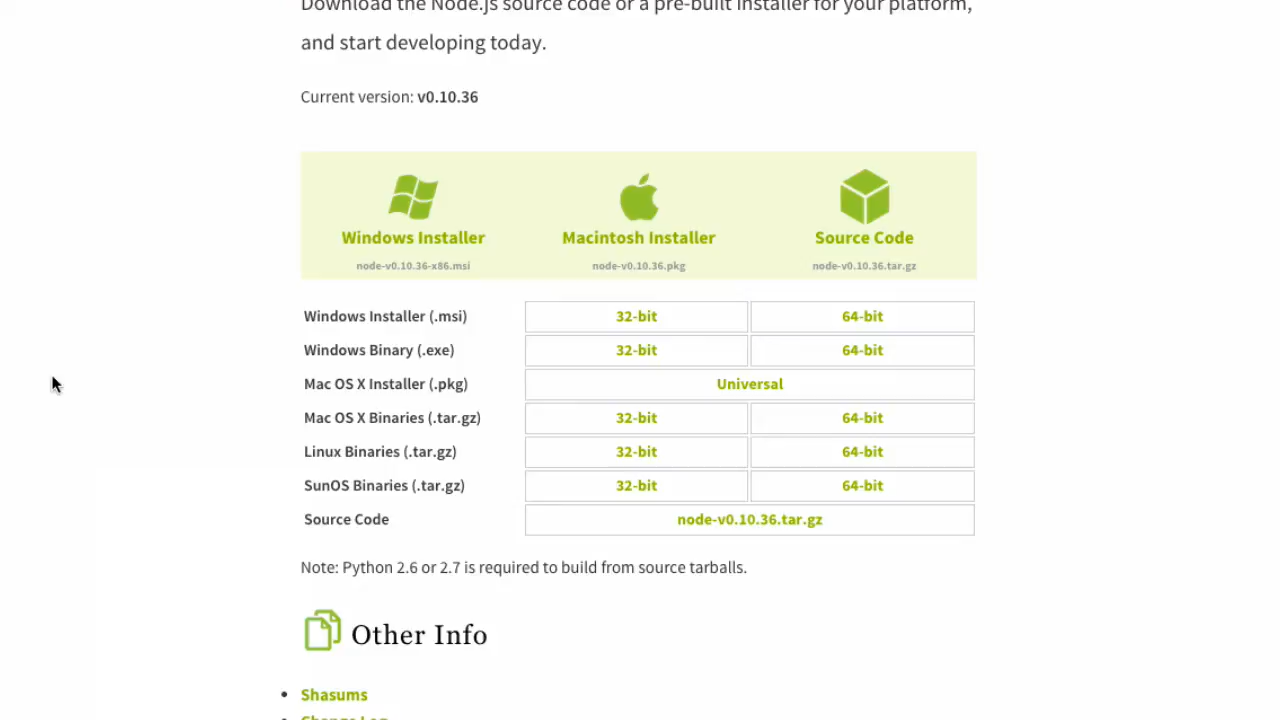 Download the Node.js source code or a pre-built installer for your platform,
and start developing today.
Current version: v0.10.36
Windows Installer Macintosh Installer Source Code
node-v0.10.36-x86.msi node-v0.10.36.pkg node-v0.10.36.tar.gz
Windows Installer (.msi) 32-bit 64-bit
Windows Binary (.exe) 32-bit 64-bit
Mac OS X Installer (.pkg) Universal
Mac OS X Binaries (.tar.gz) 32-bit 64-bit
Linux Binaries (.tar.gz) 32-bit 64-bit
SunOS Binaries (.tar.gz) 32-bit 64-bit
Source Code node-v0.10.36.tar.gz
Note: Python 2.6 or 2.7 is required to build from source tarballs.
Other Info
Shasums
Change Log